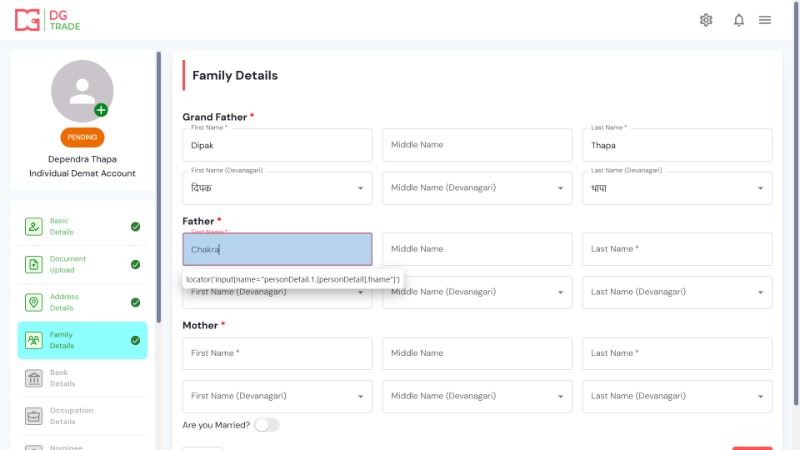 DG
TRADE
PENDING
Dependra Thapa
Individual Demat Account
Basic
Details
Document
Upload
Address
Details
Family
Details
Bank
Details
Occupation
Details
Nominee
Family Details
Grand Father *
First Name *
Dipak
Middle Name
Last Name *
Thapa
First Name (Devanagari)
दिपक
Middle Name (Devanagari)
Last Name (Devanagari)
थापा
Father *
First Name *
Chakra
Middle Name
Last Name *
locator('input[name="personDetail.1.[personDetail].fname"]')
First Name (Devanagari)
Middle Name (Devanagari)
Last Name (Devanagari)
Mother *
First Name *
Middle Name
Last Name *
First Name (Devanagari)
Middle Name (Devanagari)
Last Name (Devanagari)
Are you Married?